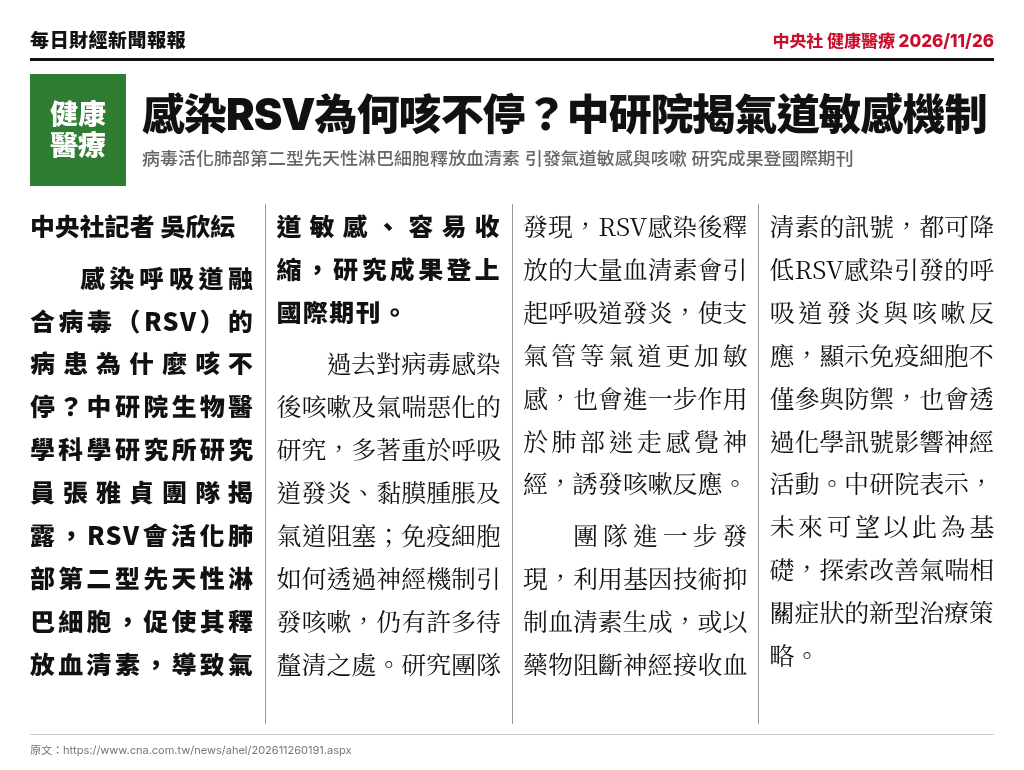 每日財經新聞報報
中央社 健康醫療 2026/11/26
健康
醫療
感染RSV為何咳不停？中研院揭氣道敏感機制
病毒活化肺部第二型先天性淋巴細胞釋放血清素 引發氣道敏感與咳嗽 研究成果登國際期刊
中央社記者 吳欣紜
感染呼吸道融
合病毒（RSV）的
病患為什麼咳不
停？中研院生物醫
學科學研究所研究
員張雅貞團隊揭
露，RSV會活化肺
部第二型先天性淋
巴細胞，促使其釋
放血清素，導致氣
道敏感、容易收
縮，研究成果登上
國際期刊。
過去對病毒感染
後咳嗽及氣喘惡化的
研究，多著重於呼吸
道發炎、黏膜腫脹及
氣道阻塞；免疫細胞
如何透過神經機制引
發咳嗽，仍有許多待
釐清之處。研究團隊
發現，RSV感染後釋
放的大量血清素會引
起呼吸道發炎，使支
氣管等氣道更加敏
感，也會進一步作用
於肺部迷走感覺神
經，誘發咳嗽反應。
團隊進一步發
現，利用基因技術抑
制血清素生成，或以
藥物阻斷神經接收血
清素的訊號，都可降
低RSV感染引發的呼
吸道發炎與咳嗽反
應，顯示免疫細胞不
僅參與防禦，也會透
過化學訊號影響神經
活動。中研院表示，
未來可望以此為基
礎，探索改善氣喘相
關症狀的新型治療策
略。
原文：https://www.cna.com.tw/news/ahel/202611260191.aspx